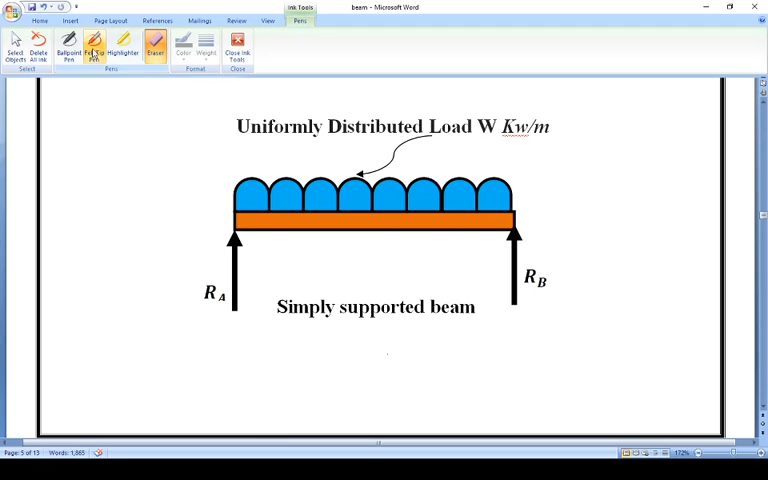 Ink Tools
beam - Microsoft Word
Home Insert Page Layout References Mailings Review View Pens
Select Objects
Delete All Ink
Ballpoint Pen
Felt Tip Pen
Highlighter
Eraser
Color
Weight
Close Ink Tools
Select
Pens
Format
Close
Uniformly Distributed Load W Kw/m
R_A
R_B
Simply supported beam
Page: 5 of 13
Words: 1,865
172%